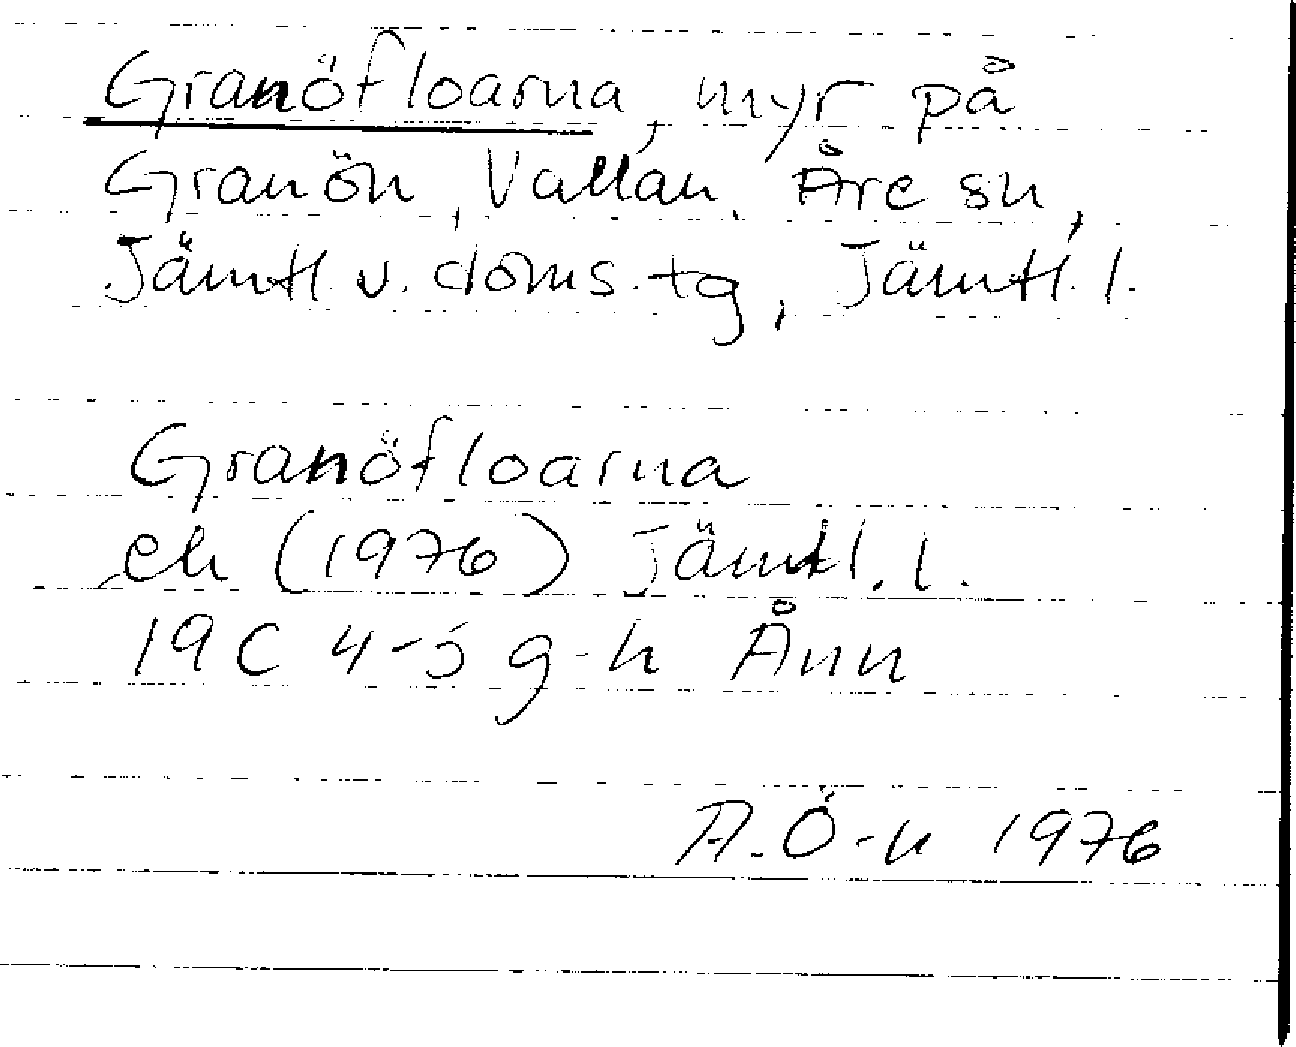 Granöfloarna, myr på
Granön, Vallan, Åre sn,
Jämtl. v. doms. tg, Jämtl. l.
Granöfloarna
ek (1976) Jämtl. l.
19C 4-5 g-h Ånn
A.Ö-n 1976